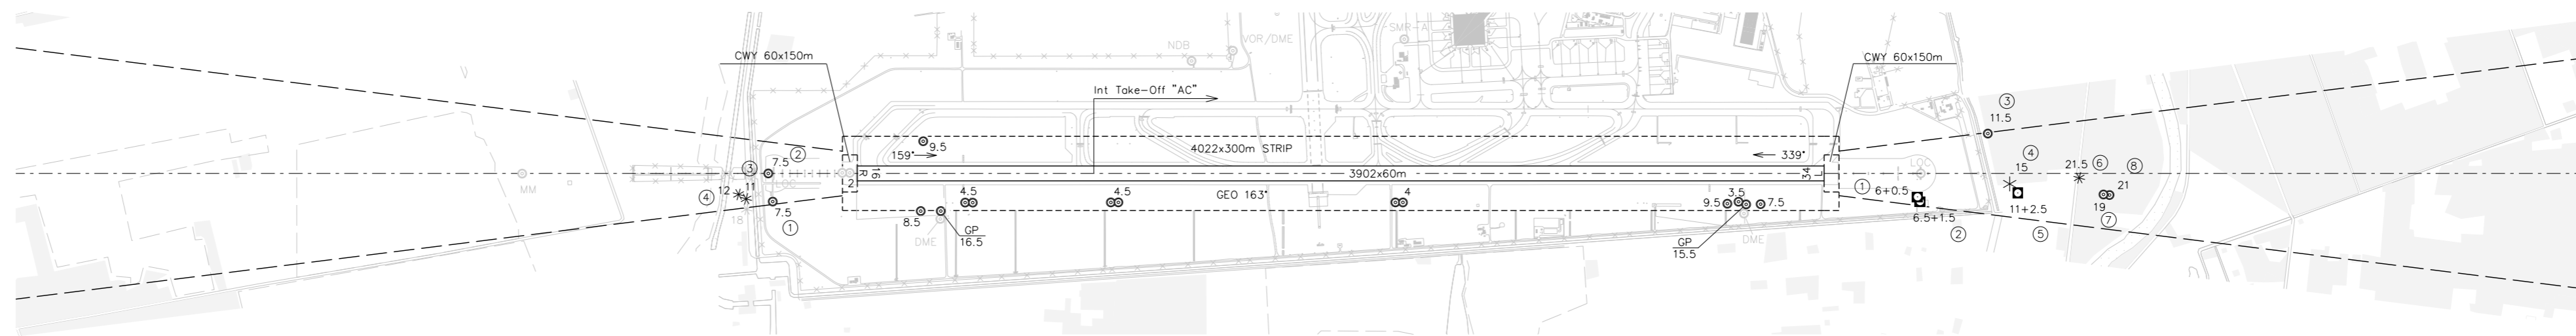 SMR-A
NDB
VOR/DME
CWY 60x150m
CWY 60x150m
Int Take-Off "AC"
③
11.5
9.5
4022x300m STRIP
159°
339°
②
7.5
③
④
12
11
LOC
MM
2
16
R
3902x60m
34
LOC
15
④
21.5
⑥
⑧
GEO 163°
4.5
4.5
4
9.5
3.5
7.5
① 6+0.5
6.5+1.5
11+2.5
19
21
⑦
18
7.5
①
8.5
DME
GP
16.5
GP
15.5
DME
②
⑤